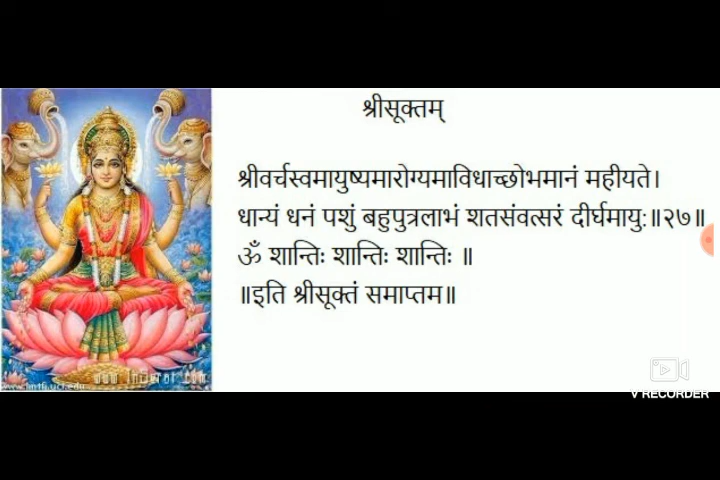 श्रीसूक्तम्
श्रीवर्चस्वमायुष्यमारोग्यमाविधाच्छोभमानं महीयते।
धान्यं धनं पशुं बहुपुत्रलाभं शतसंवत्सरं दीर्घमायु:॥२७॥
ॐ शान्तिः शान्तिः शान्तिः ॥
॥इति श्रीसूक्तं समाप्तम॥
V RECORDER